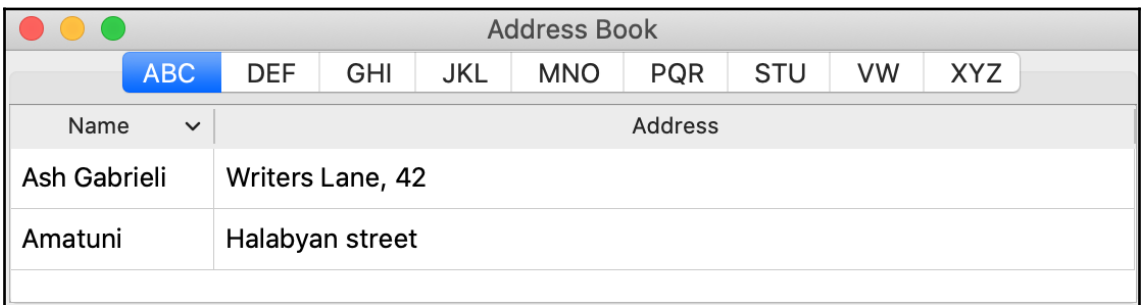 Address Book
ABC DEF GHI JKL MNO PQR STU VW XYZ
Name Address
Ash Gabrieli Writers Lane, 42
Amatuni Halabyan street